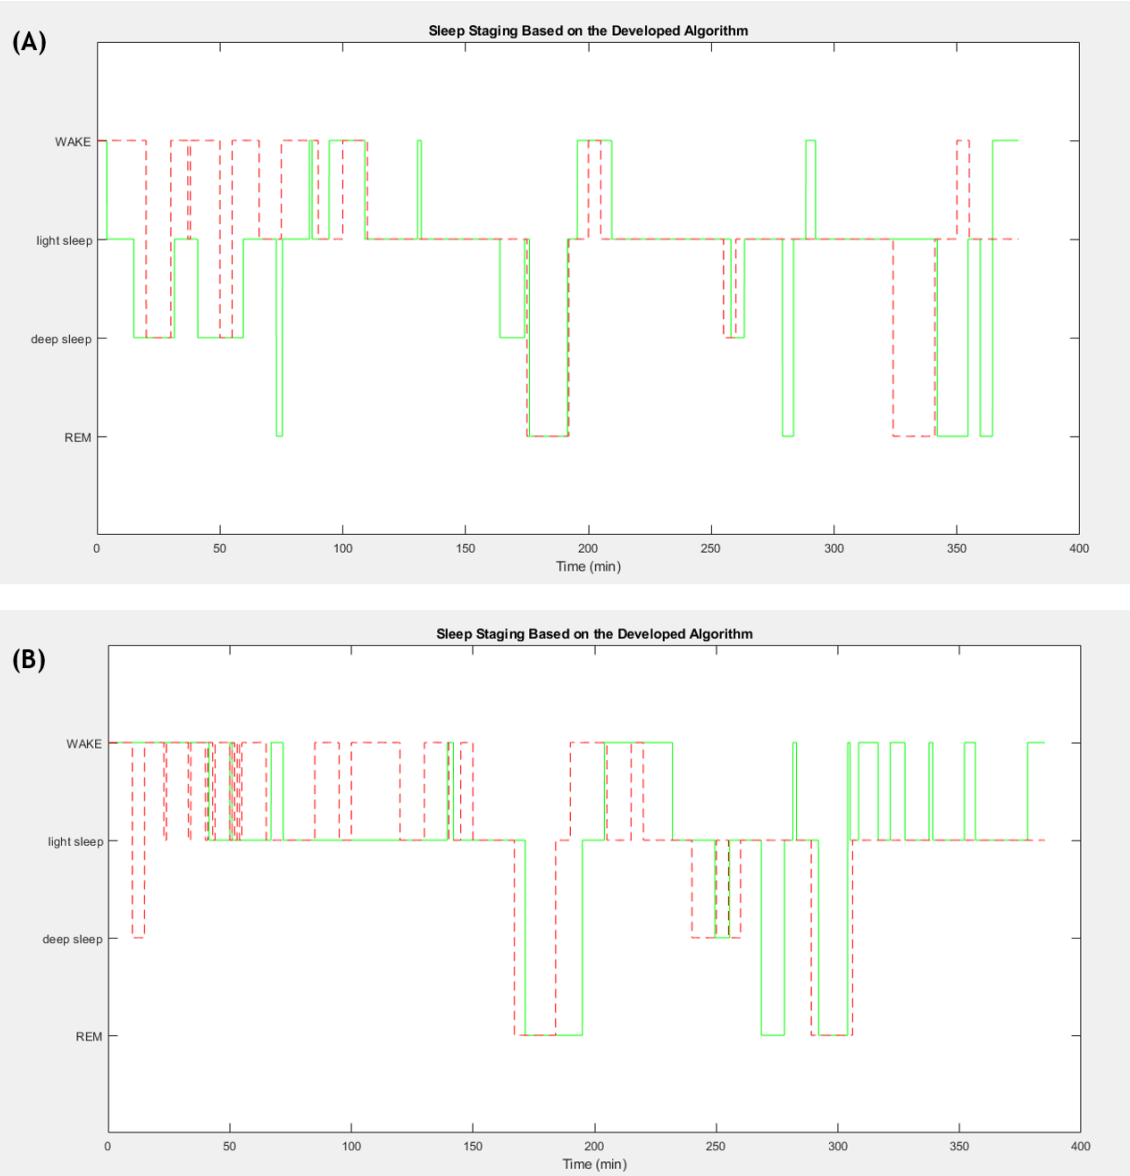 (A)
Sleep Staging Based on the Developed Algorithm
WAKE
light sleep
deep sleep
REM
0 50 100 150 200 250 300 350 400
Time (min)
(B)
Sleep Staging Based on the Developed Algorithm
WAKE
light sleep
deep sleep
REM
0 50 100 150 200 250 300 350 400
Time (min)